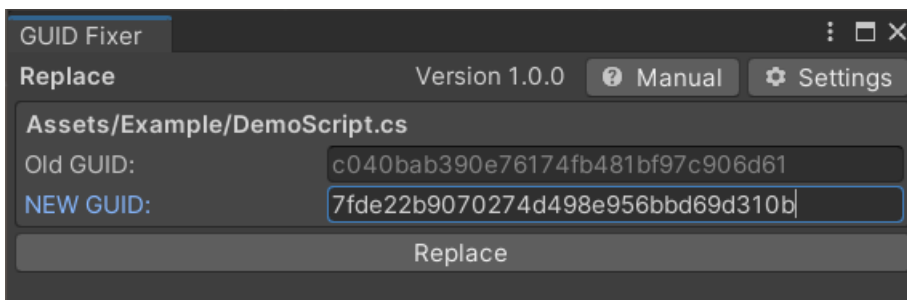 GUID Fixer
Replace Version 1.0.0 Manual Settings
Assets/Example/DemoScript.cs
Old GUID: c040bab390e76174fb481bf97c906d61
NEW GUID: 7fde22b9070274d498e956bbd69d310b
Replace